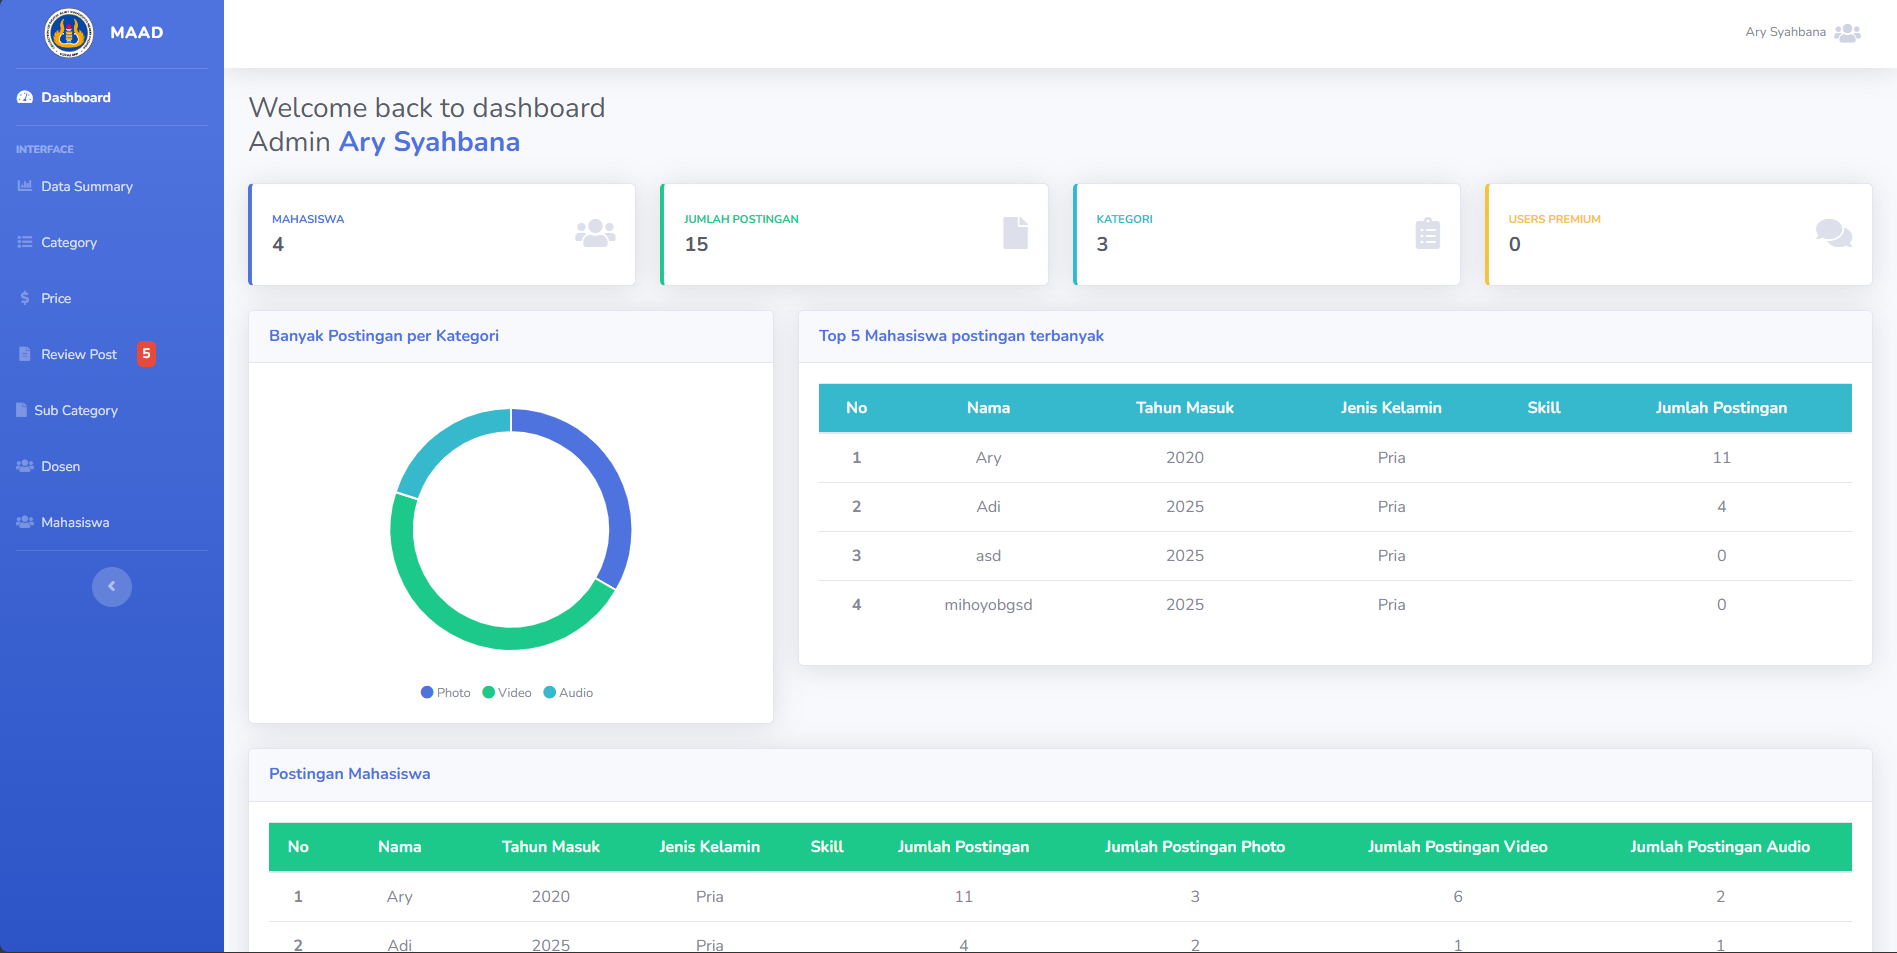 MAAD
Ary Syahbana
Dashboard
INTERFACE
Data Summary
Category
Price
Review Post 5
Sub Category
Dosen
Mahasiswa
Welcome back to dashboard
Admin Ary Syahbana
MAHASISWA
4
JUMLAH POSTINGAN
15
KATEGORI
3
USERS PREMIUM
0
Banyak Postingan per Kategori
Photo Video Audio
Top 5 Mahasiswa postingan terbanyak
No Nama Tahun Masuk Jenis Kelamin Skill Jumlah Postingan
1 Ary 2020 Pria 11
2 Adi 2025 Pria 4
3 asd 2025 Pria 0
4 mihoyobgsd 2025 Pria 0
Postingan Mahasiswa
No Nama Tahun Masuk Jenis Kelamin Skill Jumlah Postingan Jumlah Postingan Photo Jumlah Postingan Video Jumlah Postingan Audio
1 Ary 2020 Pria 11 3 6 2
2 Adi 2025 Pria 4 2 1 1